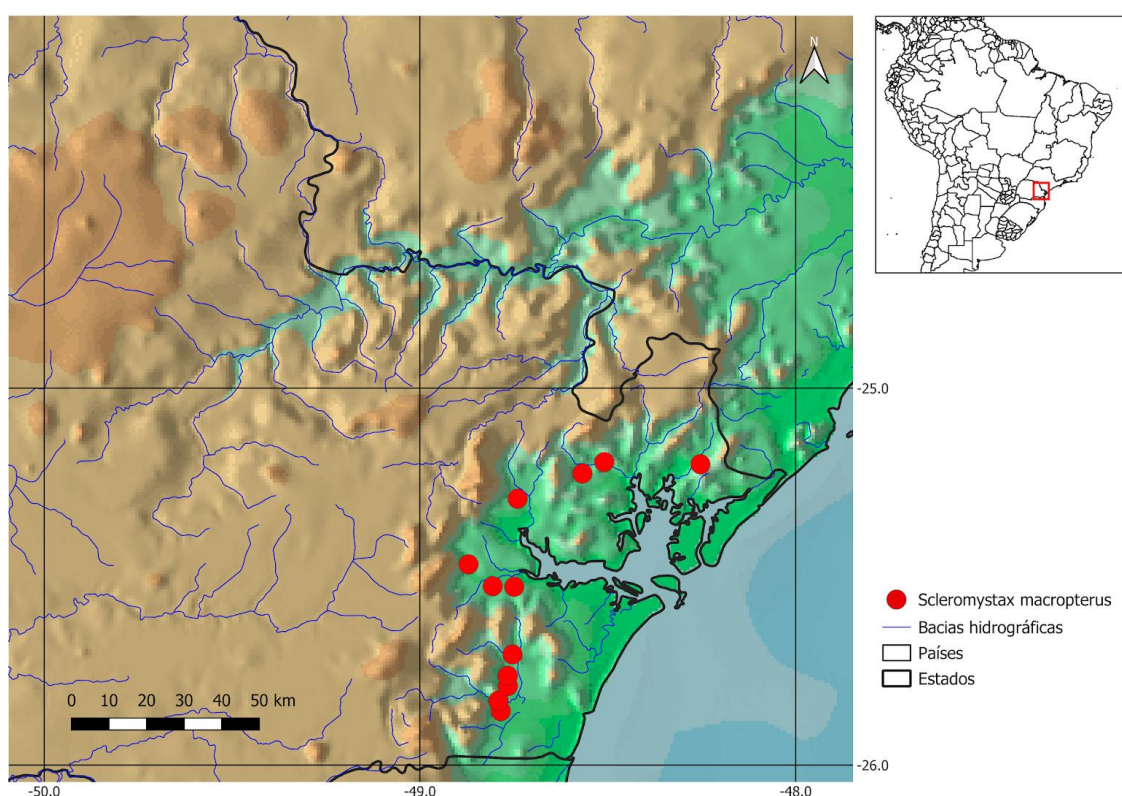 N
-25.0
Scleromystax macropterus
Bacias hidrográficas
Países
Estados
0 10 20 30 40 50 km
-26.0
-50.0 -49.0 -48.0